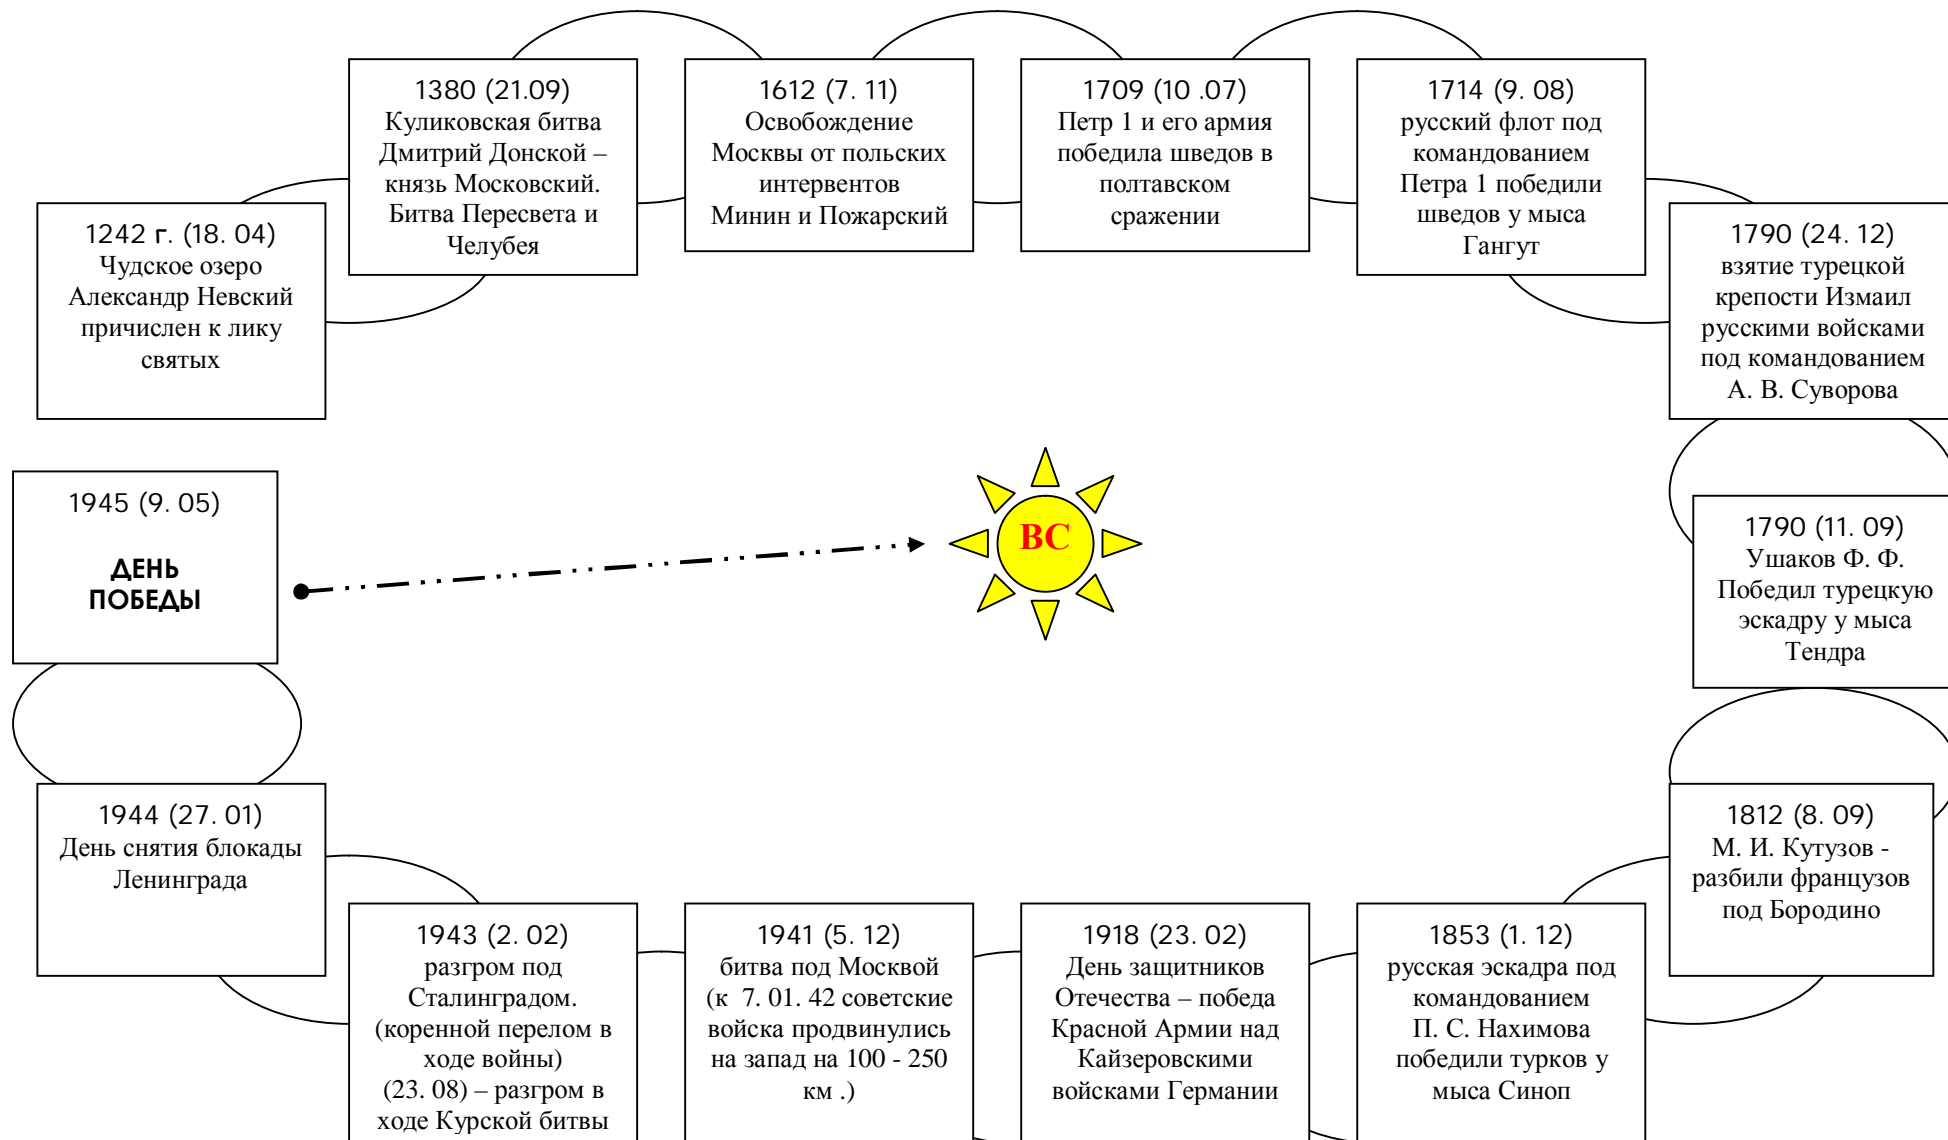 1242 г. (18. 04)
Чудское озеро
Александр Невский
причислен к лику
святых
1380 (21.09)
Куликовская битва
Дмитрий Донской –
князь Московский.
Битва Пересвета и
Челубея
1612 (7. 11)
Освобождение
Москвы от польских
интервентов
Минин и Пожарский
1709 (10 .07)
Петр 1 и его армия
победила шведов в
полтавском
сражении
1714 (9. 08)
русский флот под
командованием
Петра 1 победили
шведов у мыса
Гангут
1790 (24. 12)
взятие турецкой
крепости Измаил
русскими войсками
под командованием
А. В. Суворова
1790 (11. 09)
Ушаков Ф. Ф.
Победил турецкую
эскадру у мыса
Тендра
1812 (8. 09)
М. И. Кутузов -
разбили французов
под Бородино
1853 (1. 12)
русская эскадра под
командованием
П. С. Нахимова
победили турков у
мыса Синоп
1918 (23. 02)
День защитников
Отечества – победа
Красной Армии над
Кайзеровскими
войсками Германии
1941 (5. 12)
битва под Москвой
(к 7. 01. 42 советские
войска продвинулись
на запад на 100 - 250
км .)
1943 (2. 02)
разгром под
Сталинградом.
(коренной перелом в
ходе войны)
(23. 08) – разгром в
ходе Курской битвы
1944 (27. 01)
День снятия блокады
Ленинграда
1945 (9. 05)
ДЕНЬ
ПОБЕДЫ
ВС